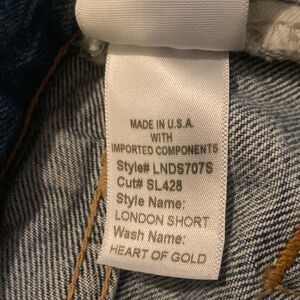 MADE IN U.S.A.
WITH
IMPORTED COMPONENTS
Style# LNDS707S
Cut# SL428
Style Name:
LONDON SHORT
Wash Name:
HEART OF GOLD